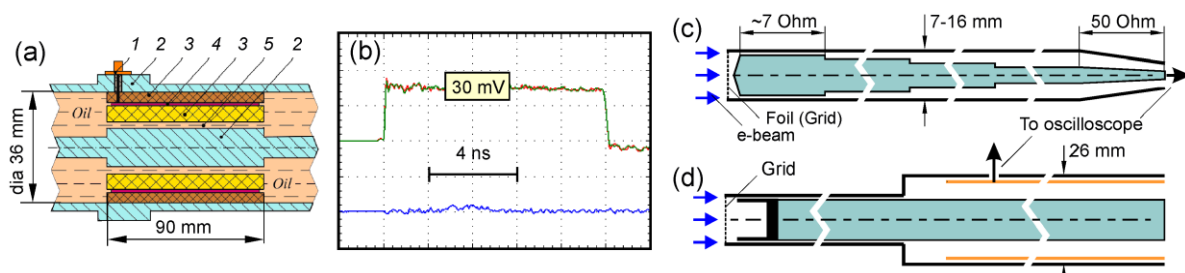 (a)
1 2 3 4 3 5 2
Oil
dia 36 mm
Oil
90 mm
(b)
30 mV
4 ns
(c)
~7 Ohm
7-16 mm
50 Ohm
Foil (Grid)
e-beam
To oscilloscope
(d)
Grid
26 mm